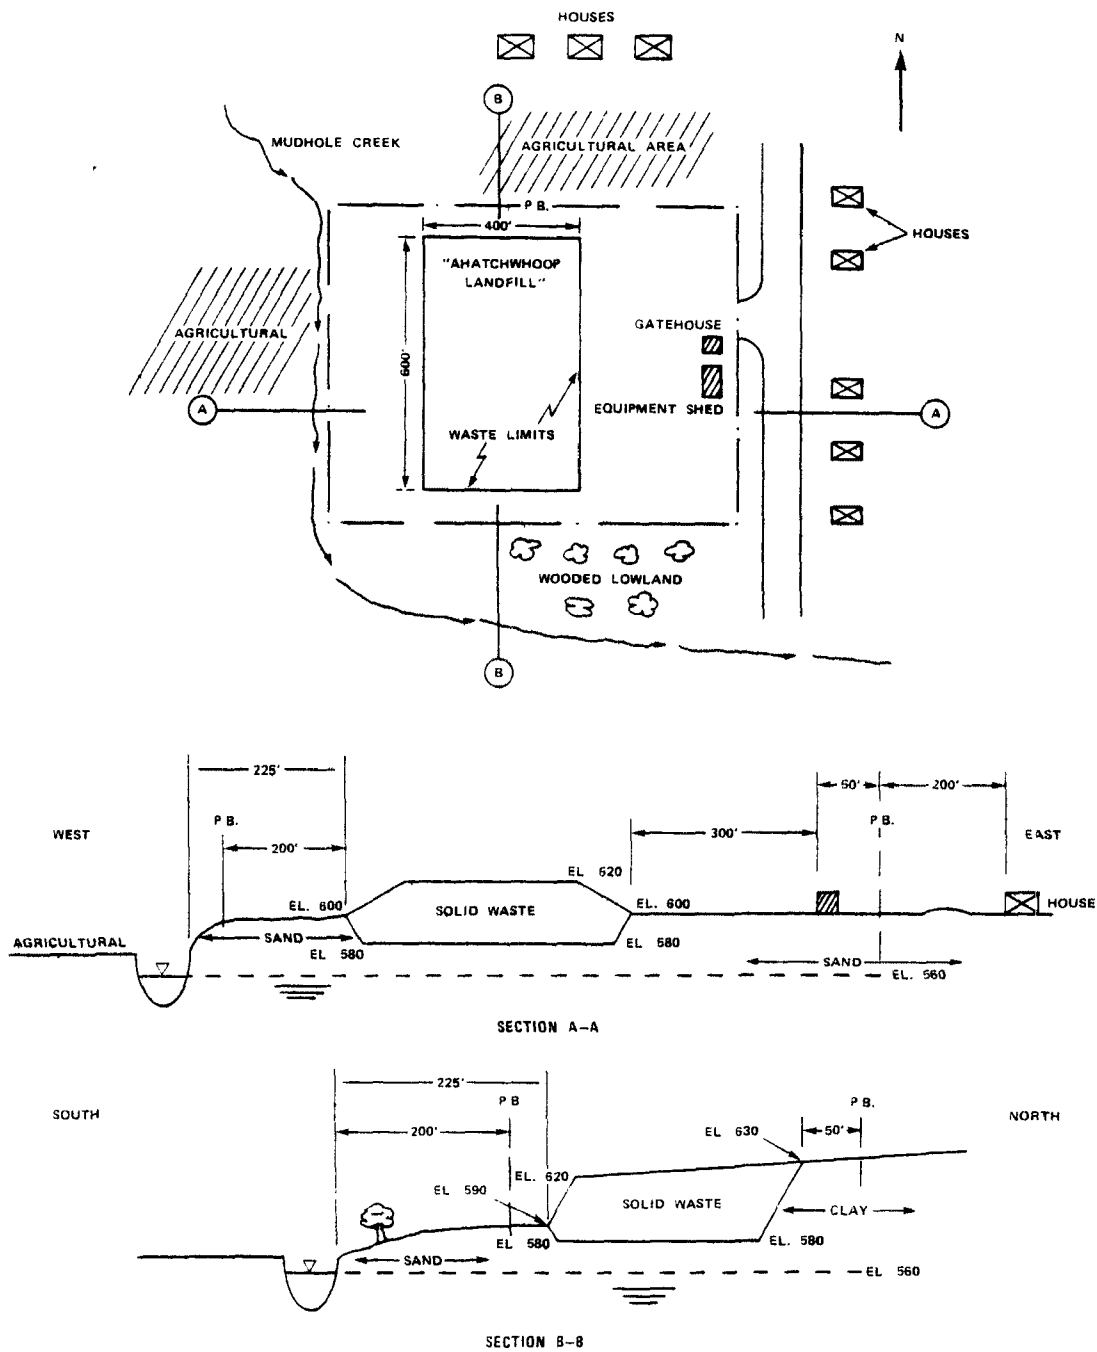 HOUSES
N
B
MUDHOLE CREEK
AGRICULTURAL AREA
P.B.
400'
HOUSES
"AHATCHWHOOP
LANDFILL"
GATEHOUSE
AGRICULTURAL
600'
A
EQUIPMENT SHED
A
WASTE LIMITS
WOODED LOWLAND
B
225'
60'
200'
WEST
P B.
P.B.
EAST
200'
300'
EL 620
EL. 600
SOLID WASTE
EL 600
HOUSE
AGRICULTURAL
SAND
EL 580
EL 580
SAND
EL. 560
SECTION A-A
225'
SOUTH
P B
P.B.
NORTH
200'
EL 630
50'
EL. 620
EL 590
SOLID WASTE
CLAY
EL 580
EL. 580
SAND
EL 560
SECTION B-B